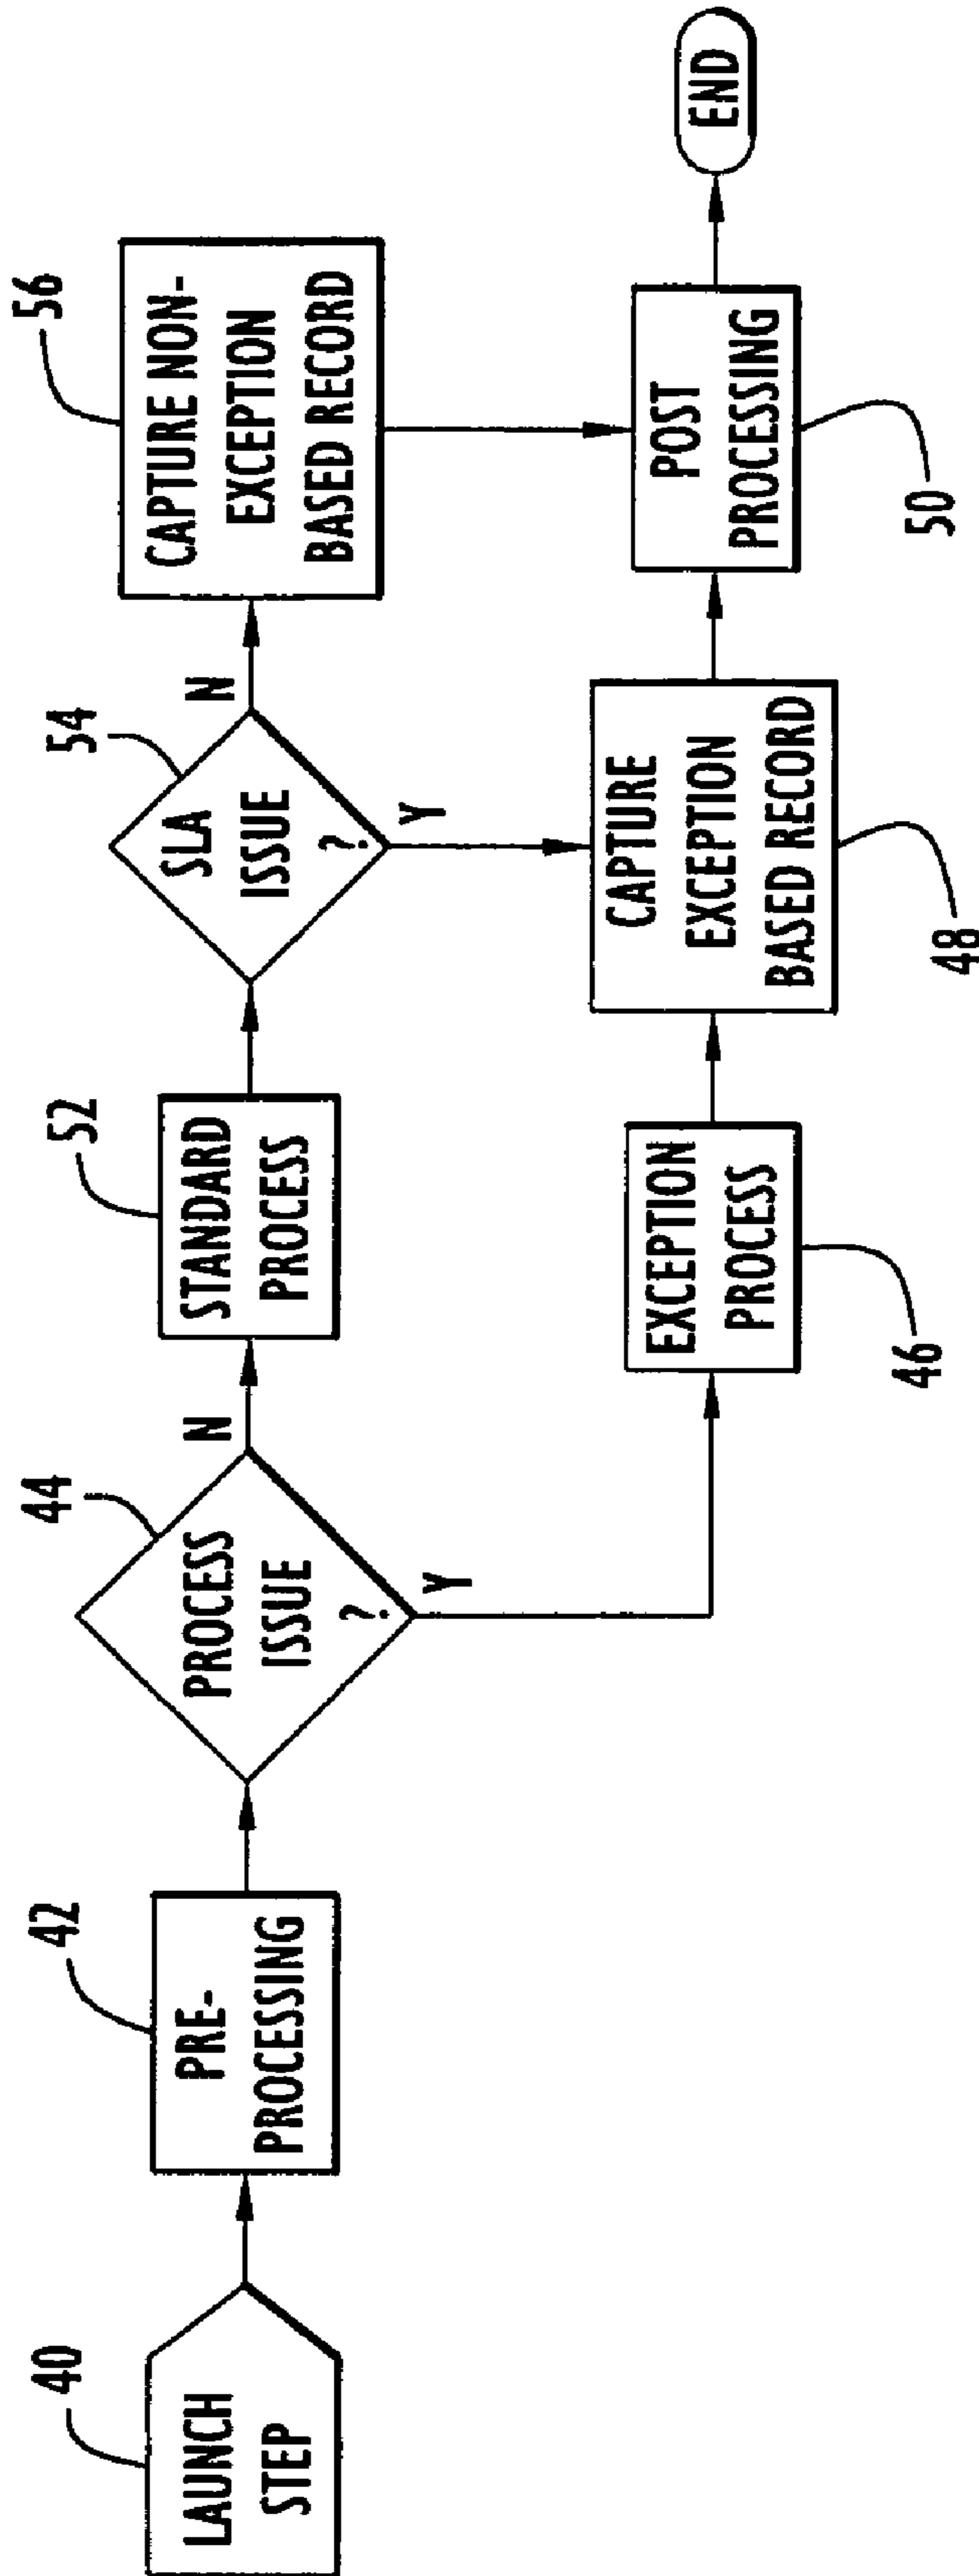 40
LAUNCH
STEP
42
PRE-
PROCESSING
44
PROCESS
ISSUE
?
N
Y
52
STANDARD
PROCESS
54
SLA
ISSUE
?
N
Y
56
CAPTURE NON-
EXCEPTION
BASED RECORD
EXCEPTION
PROCESS
46
CAPTURE
EXCEPTION
BASED RECORD
48
POST
PROCESSING
50
END